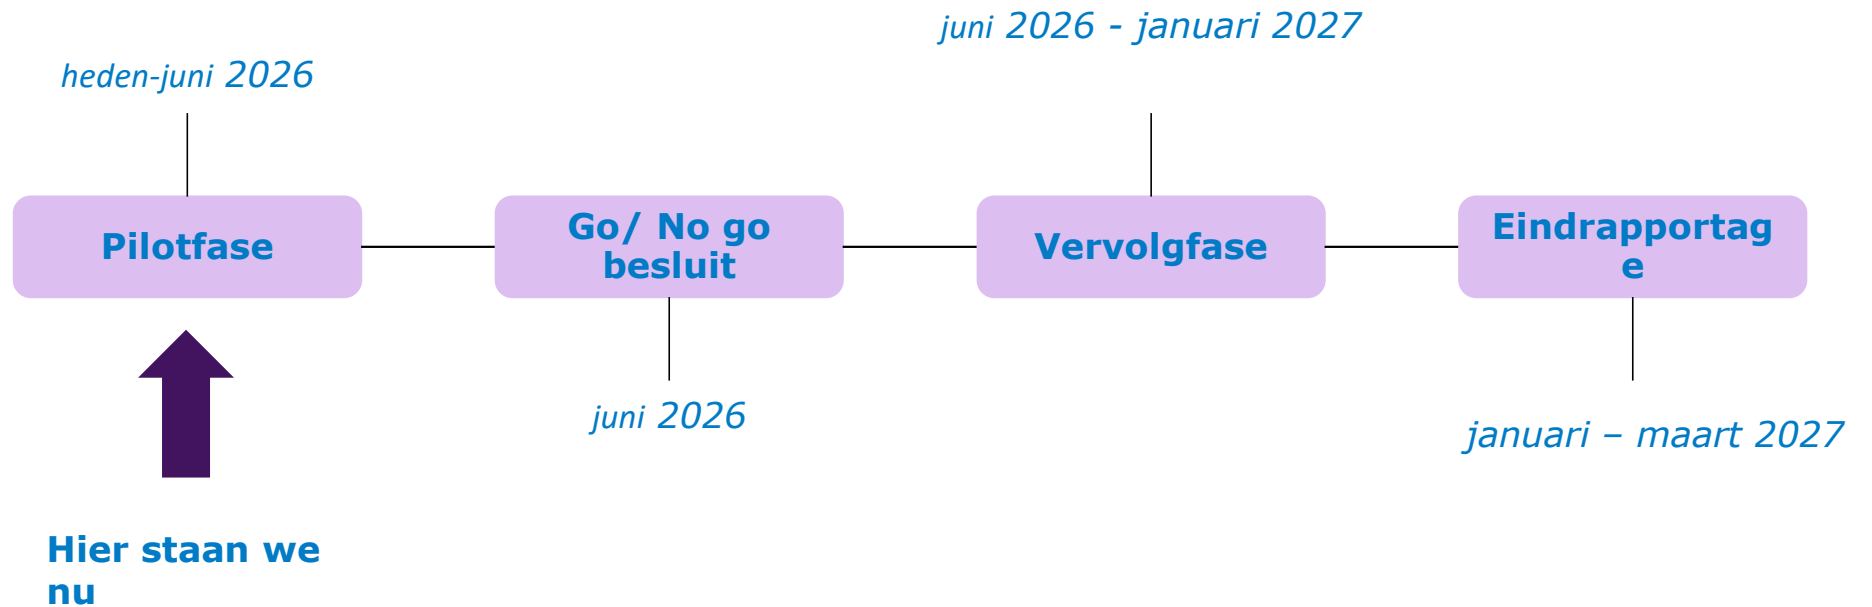 juni 2026 - januari 2027
heden-juni 2026
Pilotfase
Go/ No go
besluit
Vervolgfase
Eindrapportag
e
juni 2026
januari – maart 2027
Hier staan we
nu